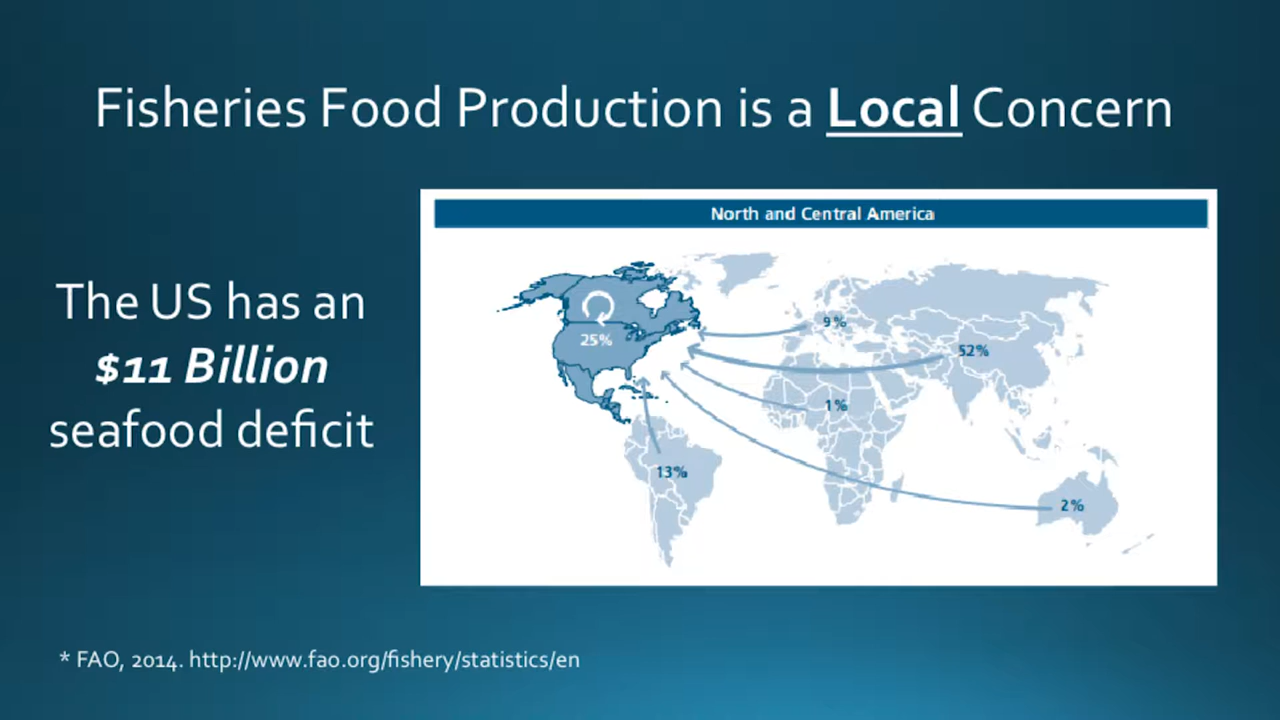 Fisheries Food Production is a Local Concern
North and Central America
The US has an
$11 Billion
seafood deficit
25%
9%
52%
1%
13%
2%
* FAO, 2014. http://www.fao.org/fishery/statistics/en